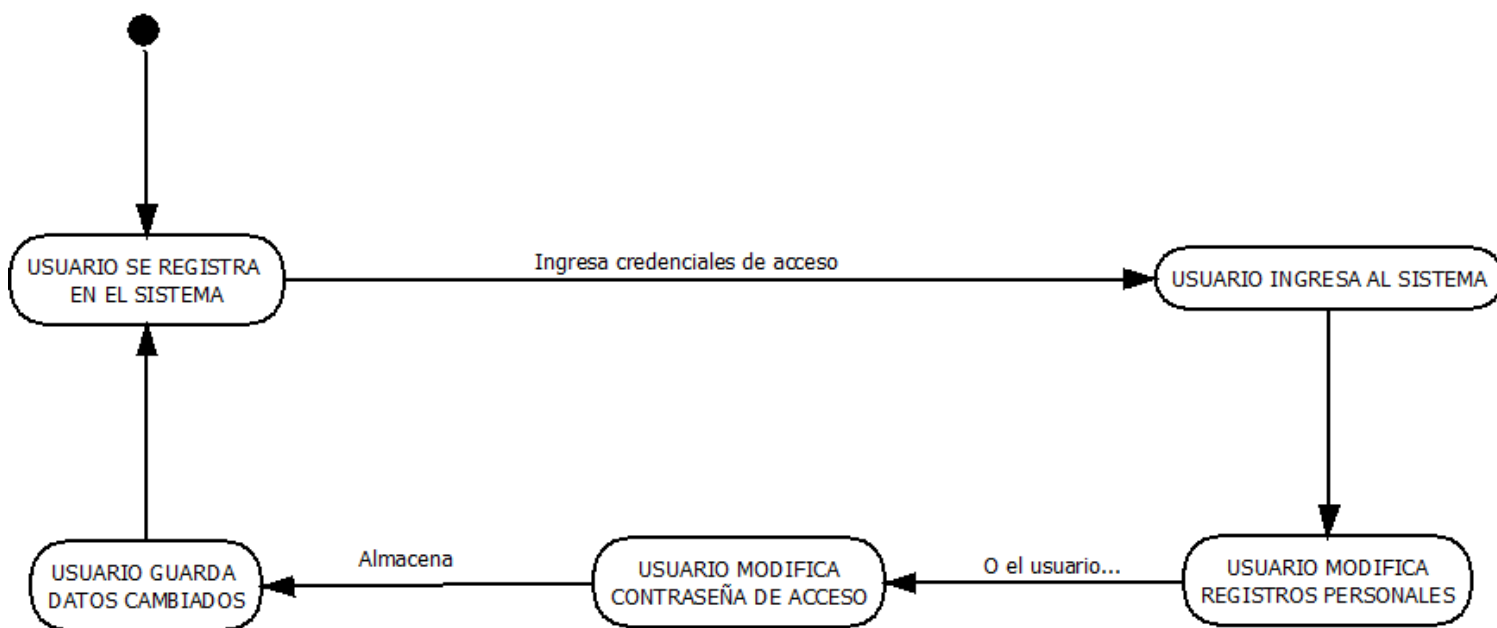 USUARIO SE REGISTRA
EN EL SISTEMA
Ingresa credenciales de acceso
USUARIO INGRESA AL SISTEMA
USUARIO GUARDA
DATOS CAMBIADOS
Almacena
USUARIO MODIFICA
CONTRASEÑA DE ACCESO
O el usuario...
USUARIO MODIFICA
REGISTROS PERSONALES